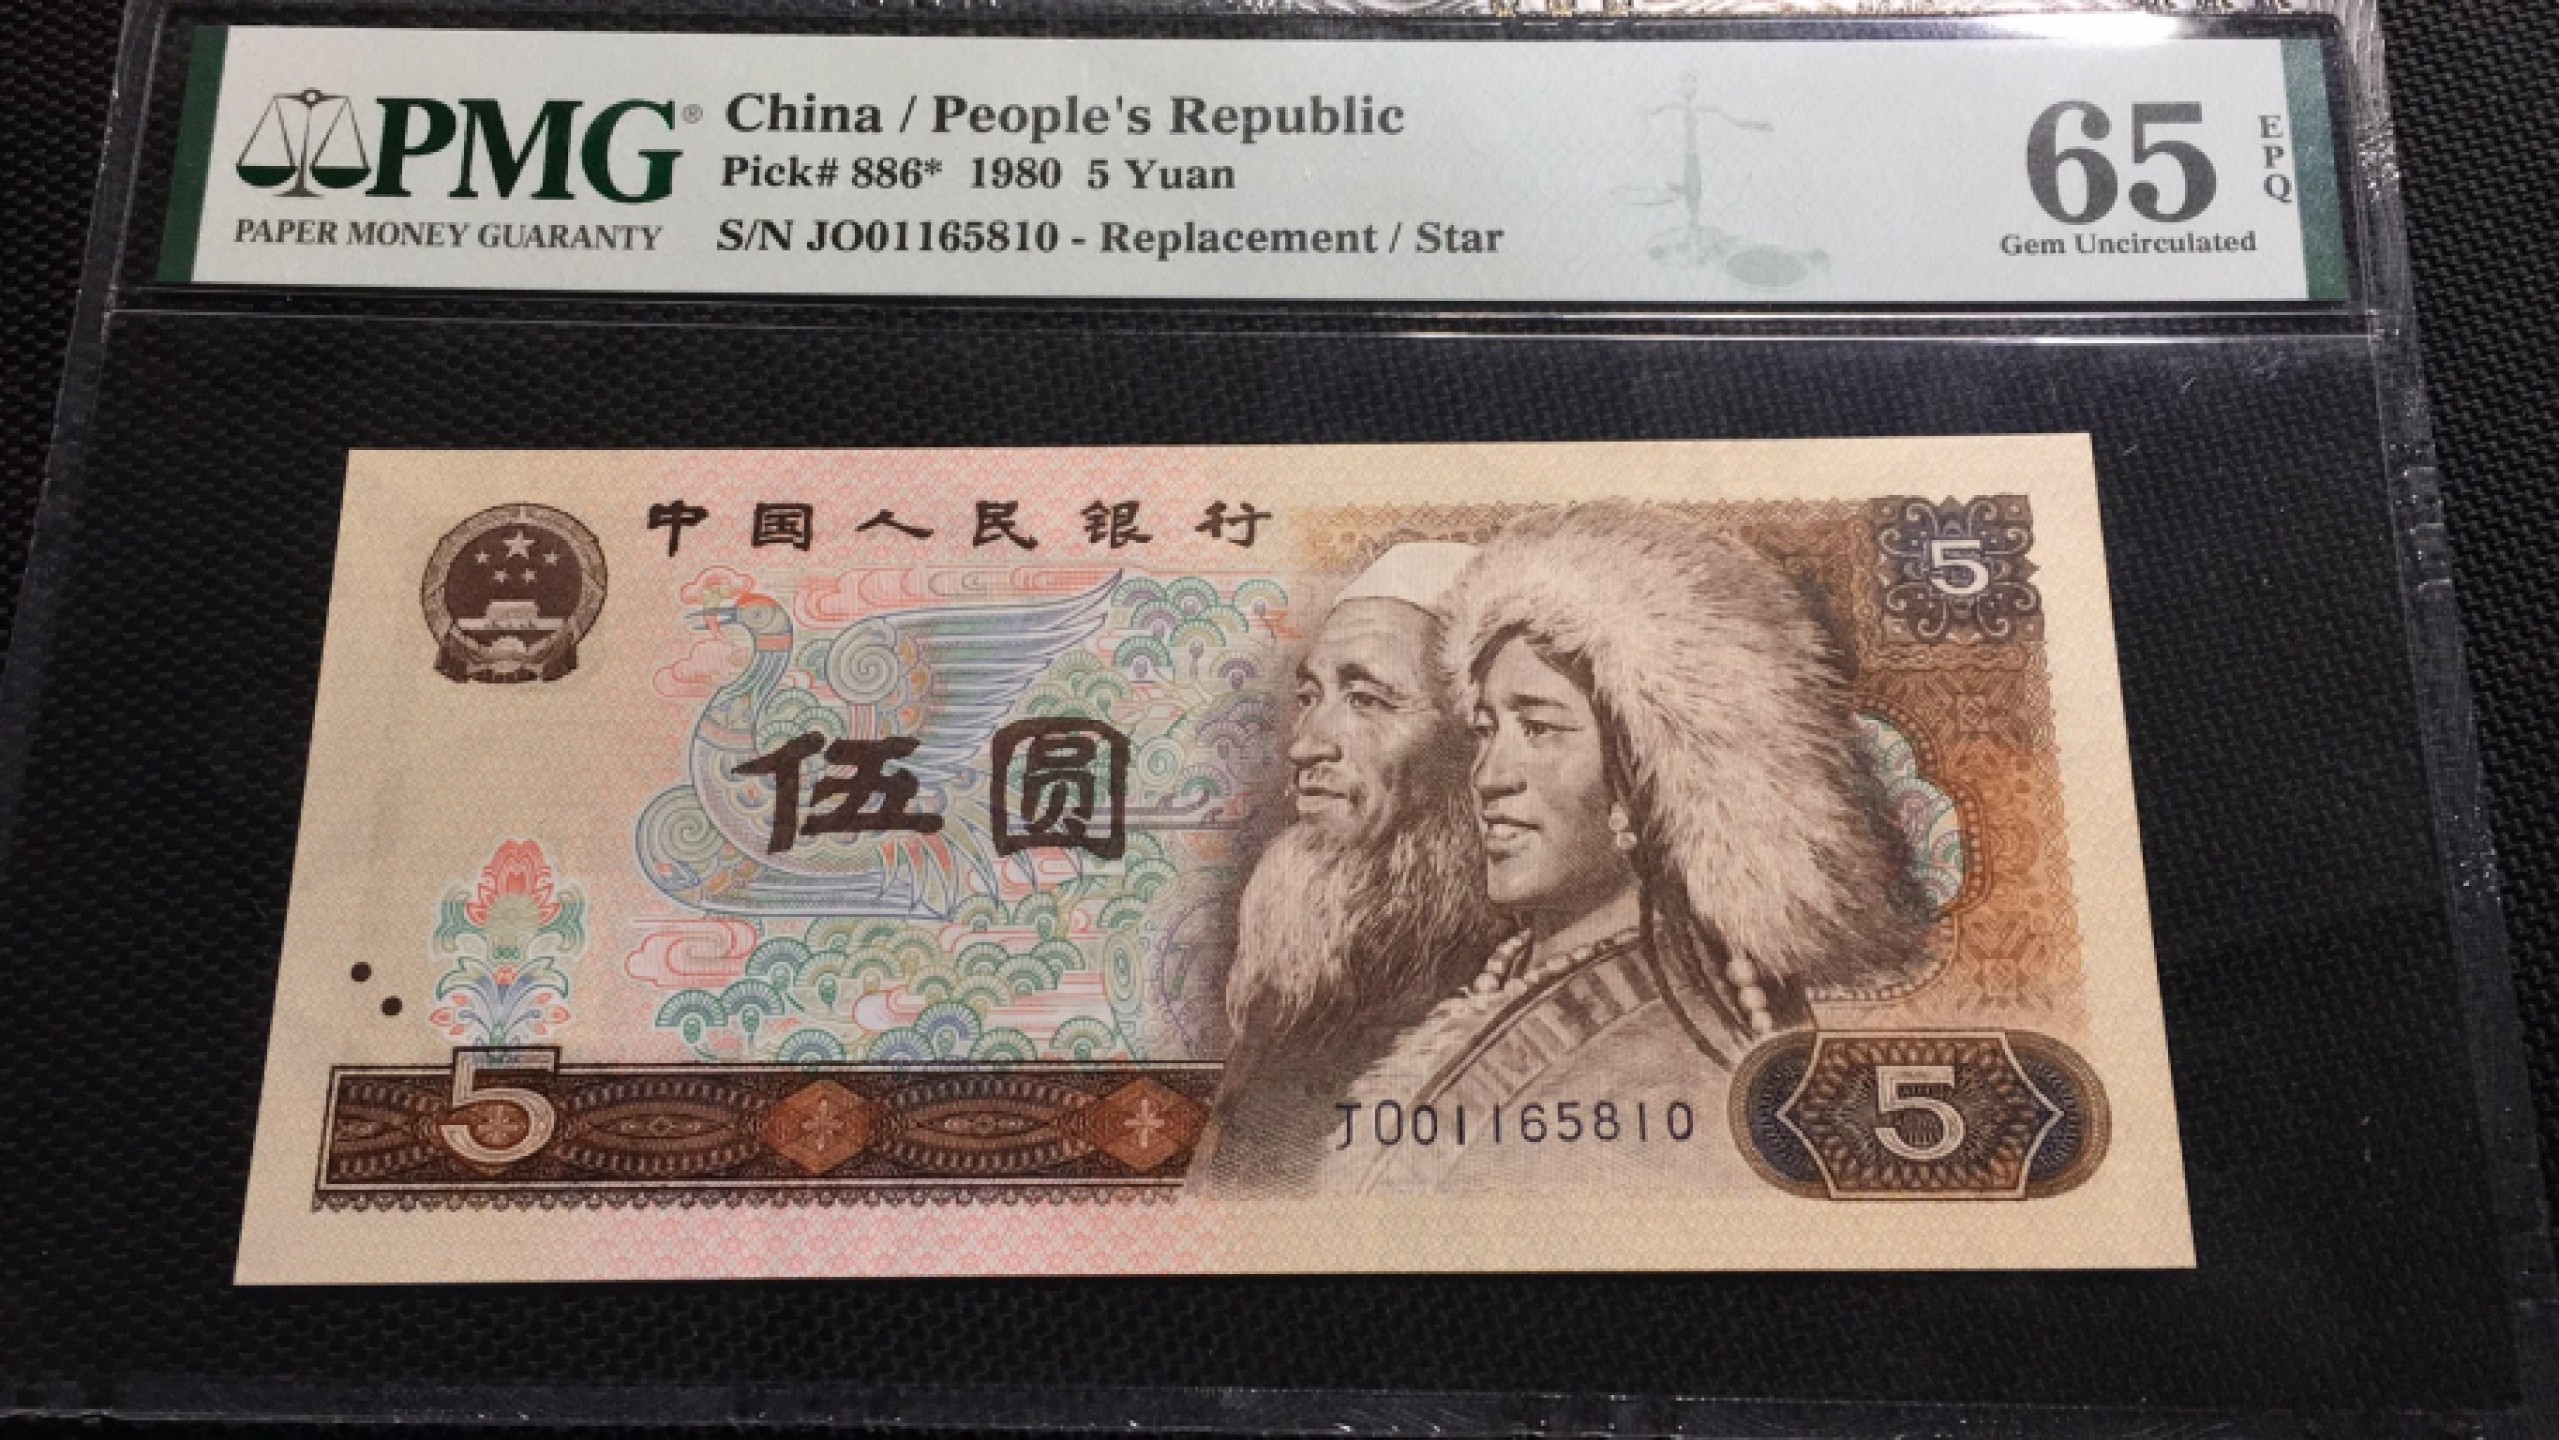 PMG® China / People's Republic
Pick# 886* 1980 5 Yuan
PAPER MONEY GUARANTY
S/N JO01165810 - Replacement / Star
65
EPQ
Gem Uncirculated
中国人民银行
5
伍圆
5
JO01165810
5